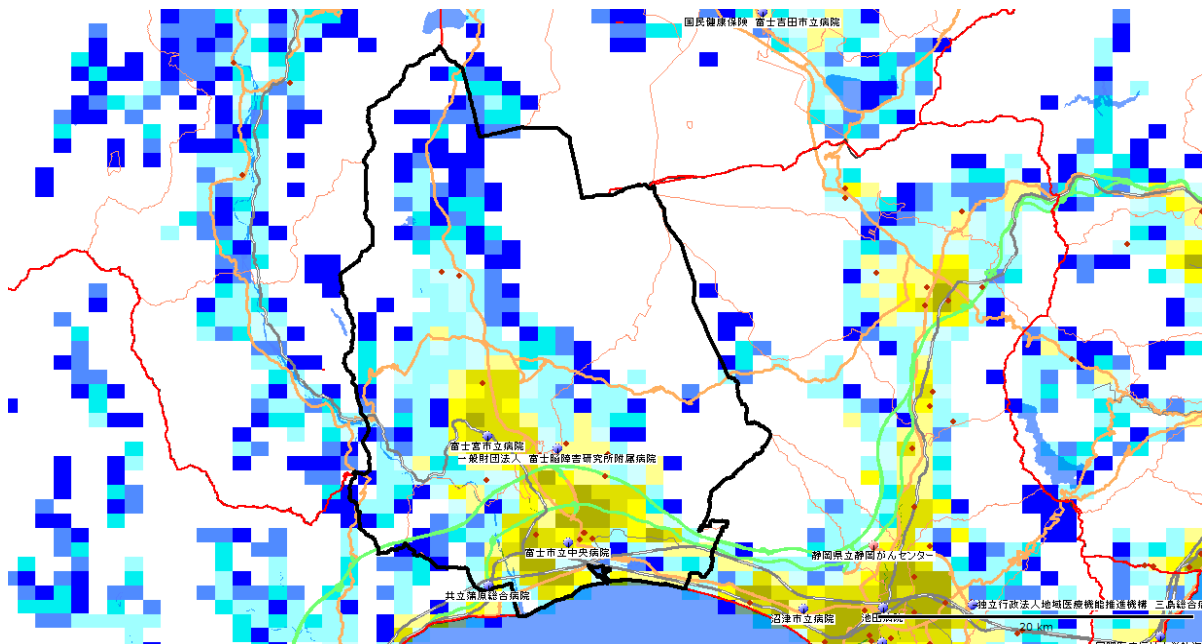 国民健康保険 富士吉田市立病院
富士宮市立病院
一般財団法人 富士脳障害研究所附属病院
富士市立中央病院
静岡県立静岡がんセンター
共立蒲原総合病院
独立行政法人地域医療機能推進機構 三島総合病
沼津市立病院
池田病院
20 km